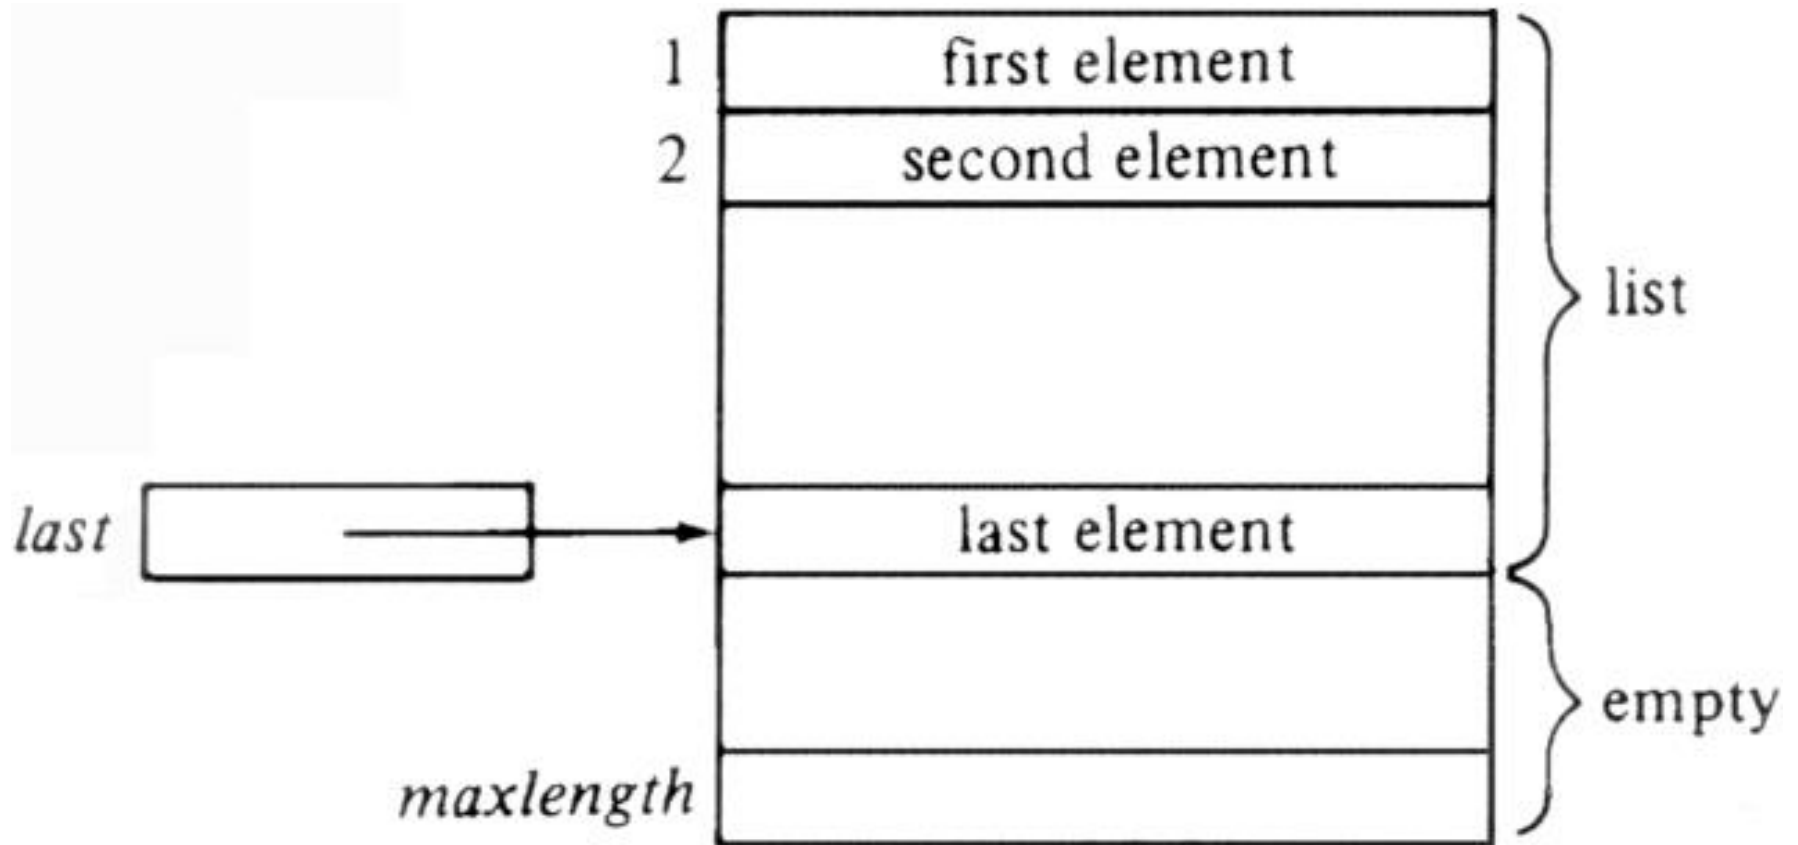 1 first element
2 second element
list
last last element
empty
maxlength